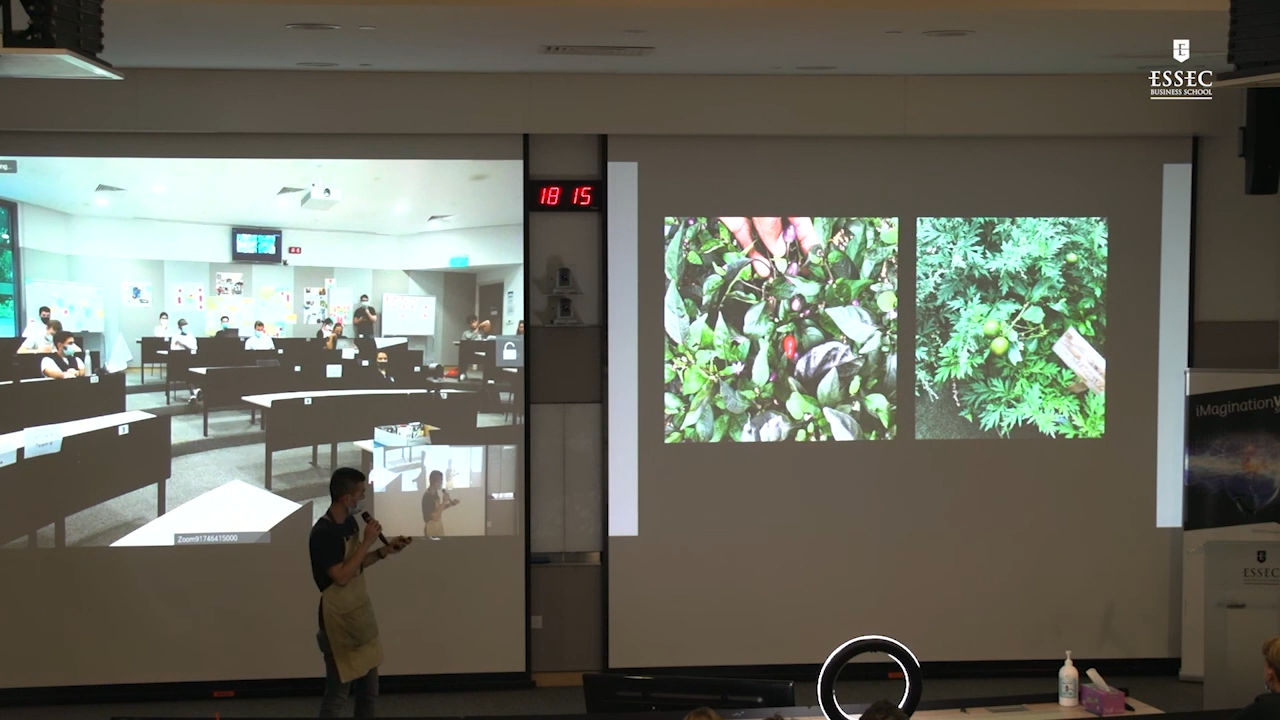 ESSEC
BUSINESS SCHOOL
18 15
Zoom91746415000
iMagination
ESSEC